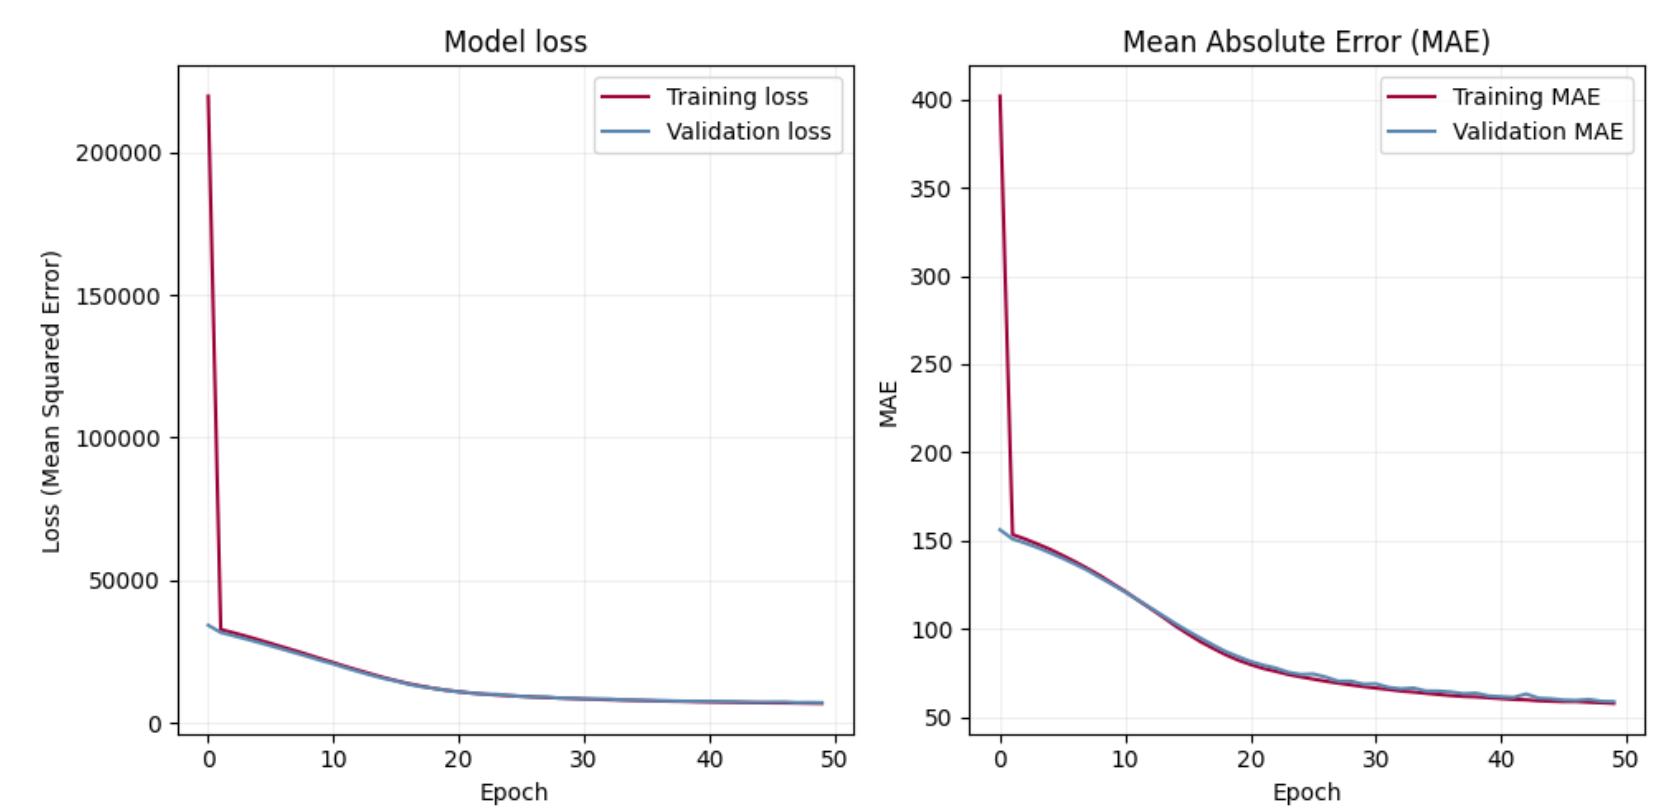 Model loss
Training loss
Validation loss
200000
150000
100000
50000
0
Loss (Mean Squared Error)
0 10 20 30 40 50
Epoch
Mean Absolute Error (MAE)
Training MAE
Validation MAE
400
350
300
250
200
150
100
50
MAE
0 10 20 30 40 50
Epoch